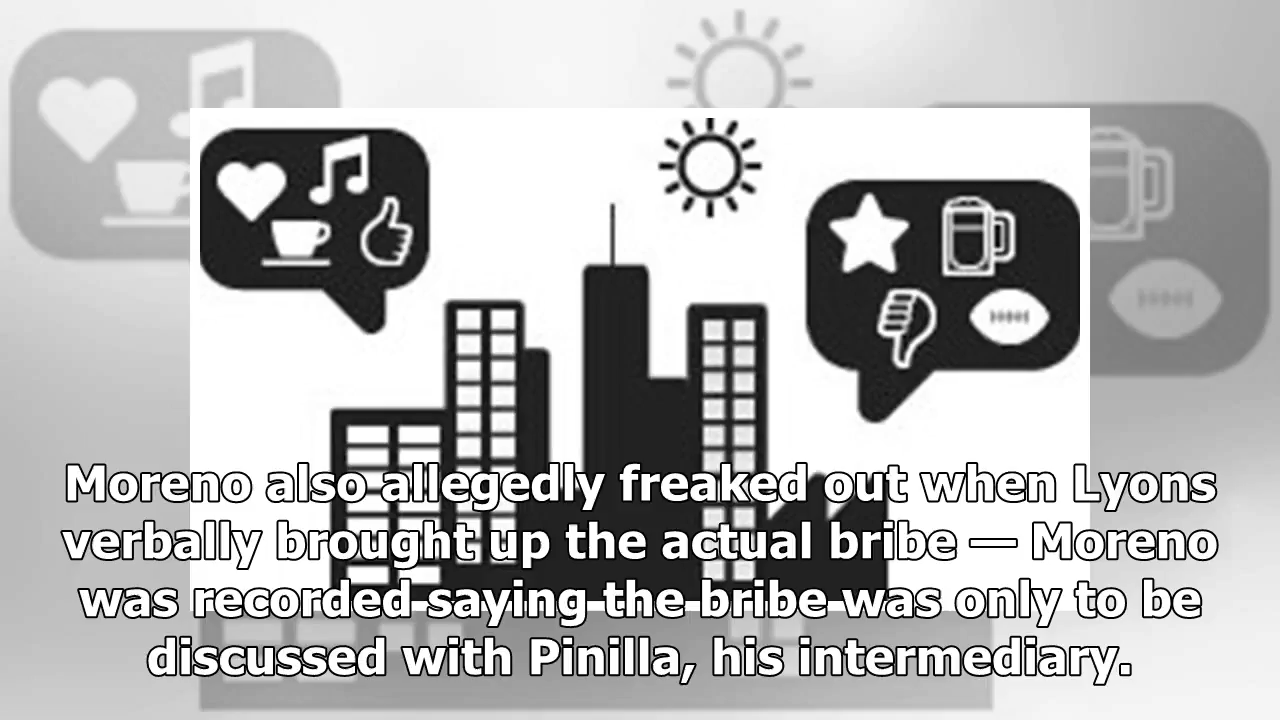 Moreno also allegedly freaked out when Lyons
verbally brought up the actual bribe — Moreno
was recorded saying the bribe was only to be
discussed with Pinilla, his intermediary.